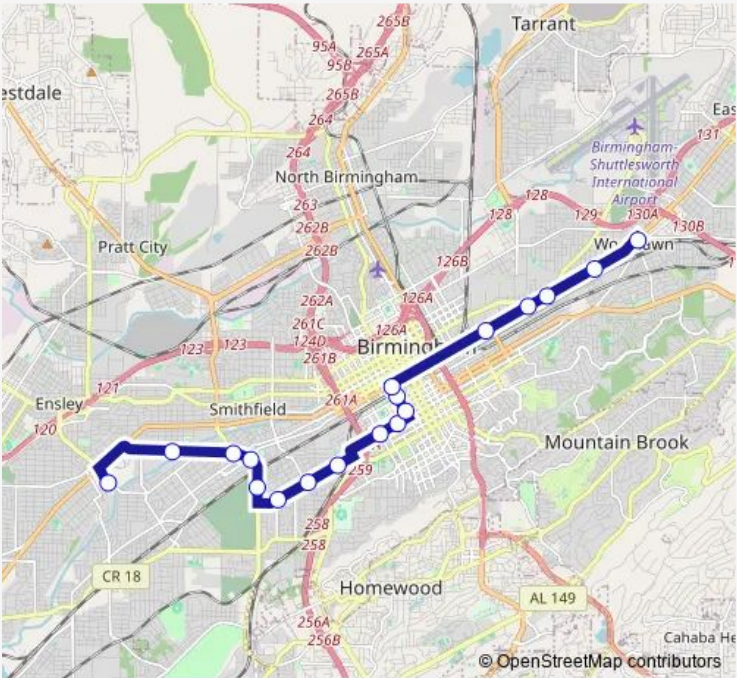 265B
Tarrant
95A
265A
95B
estdale
265B
264
264
Eas
131
Birmingham-
Shuttlesworth
International
Airport
North Birmingham
128
263
128
129
130A
130B
262B
Pratt City
262B
126B
262A
126A
261C
126A
124D
123
123
261B
121
261A
Ensley
Smithfield
120
Mountain Brook
259
258
258
CR 18
Homewood
AL 149
256A
256B
Cahaba He
© OpenStreetMap contributors